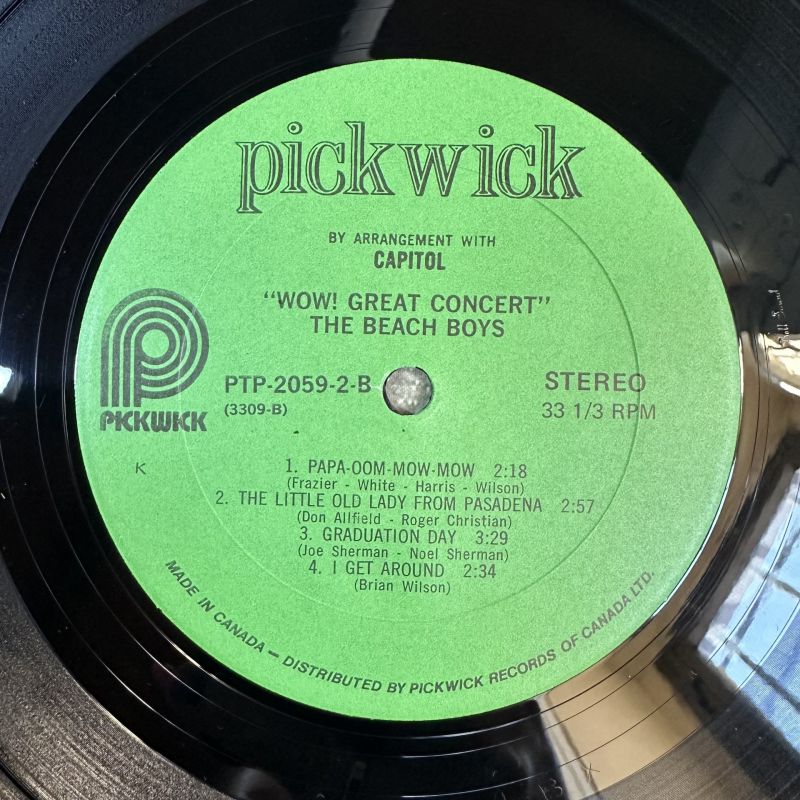 pickwick
BY ARRANGEMENT WITH
CAPITOL
"WOW! GREAT CONCERT"
THE BEACH BOYS
PICKWICK
PTP-2059-2-B
(3309-B)
STEREO
33 1/3 RPM
K
1. PAPA-OOM-MOW-MOW 2:18
(Frazier - White - Harris - Wilson)
2. THE LITTLE OLD LADY FROM PASADENA 2:57
(Don Allfield - Roger Christian)
3. GRADUATION DAY 3:29
(Joe Sherman - Noel Sherman)
4. I GET AROUND 2:34
(Brian Wilson)
MADE IN CANADA — DISTRIBUTED BY PICKWICK RECORDS OF CANADA LTD.